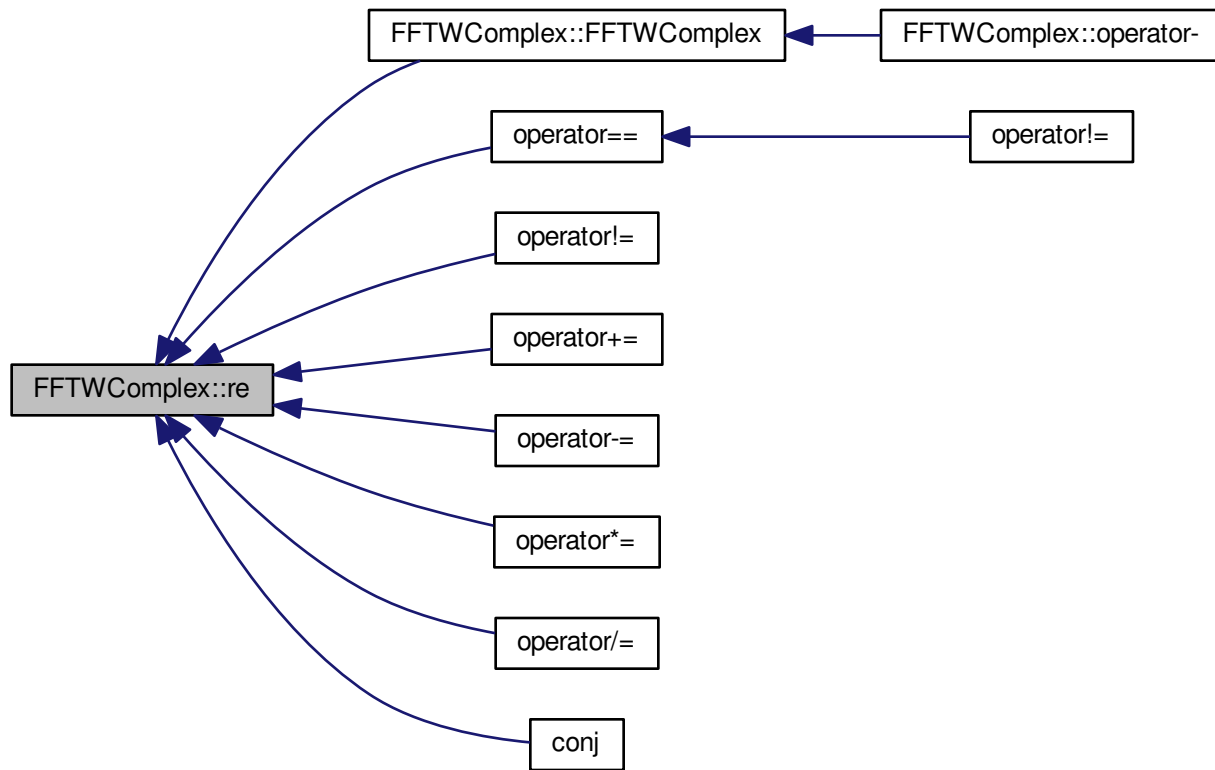 FFTWComplex::FFTWComplex
FFTWComplex::operator-
operator==
operator!=
operator!=
operator+=
FFTWComplex::re
operator-=
operator*=
operator/=
conj